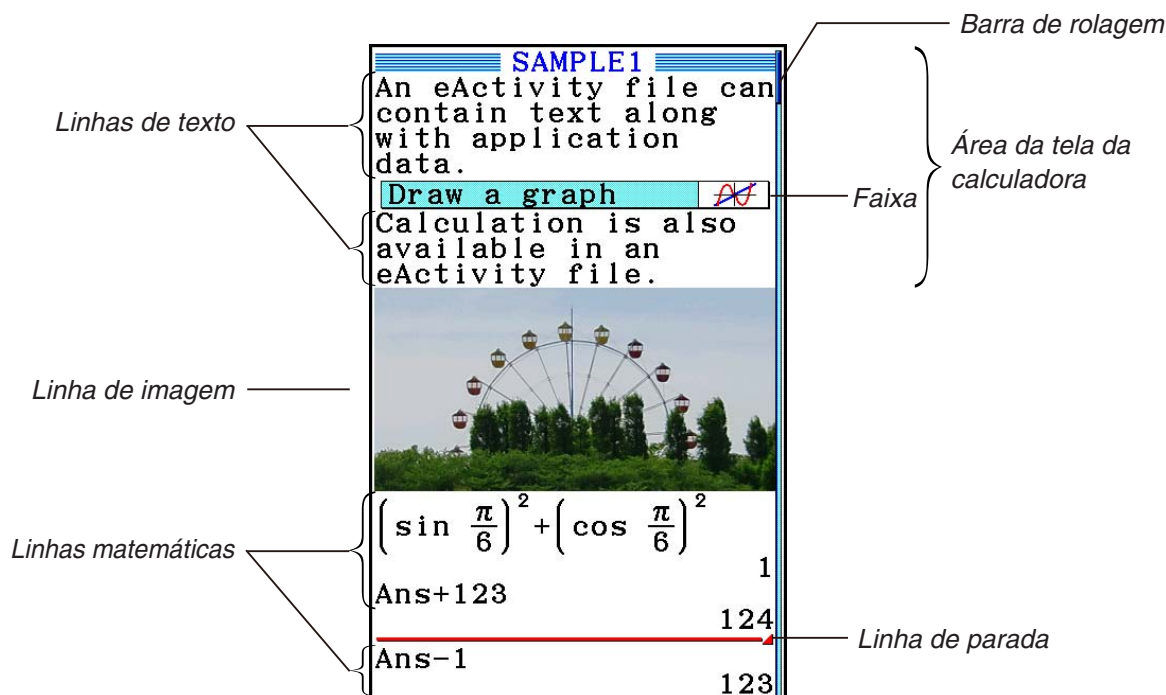 Barra de rolagem
SAMPLE1
An eActivity file can
contain text along
with application
data.
Linhas de texto
Área da tela da
calculadora
Draw a graph
Faixa
Calculation is also
available in an
eActivity file.
Linha de imagem
(sin π/6)²+(cos π/6)²
1
Linhas matemáticas
Ans+123
124
Linha de parada
Ans−1
123